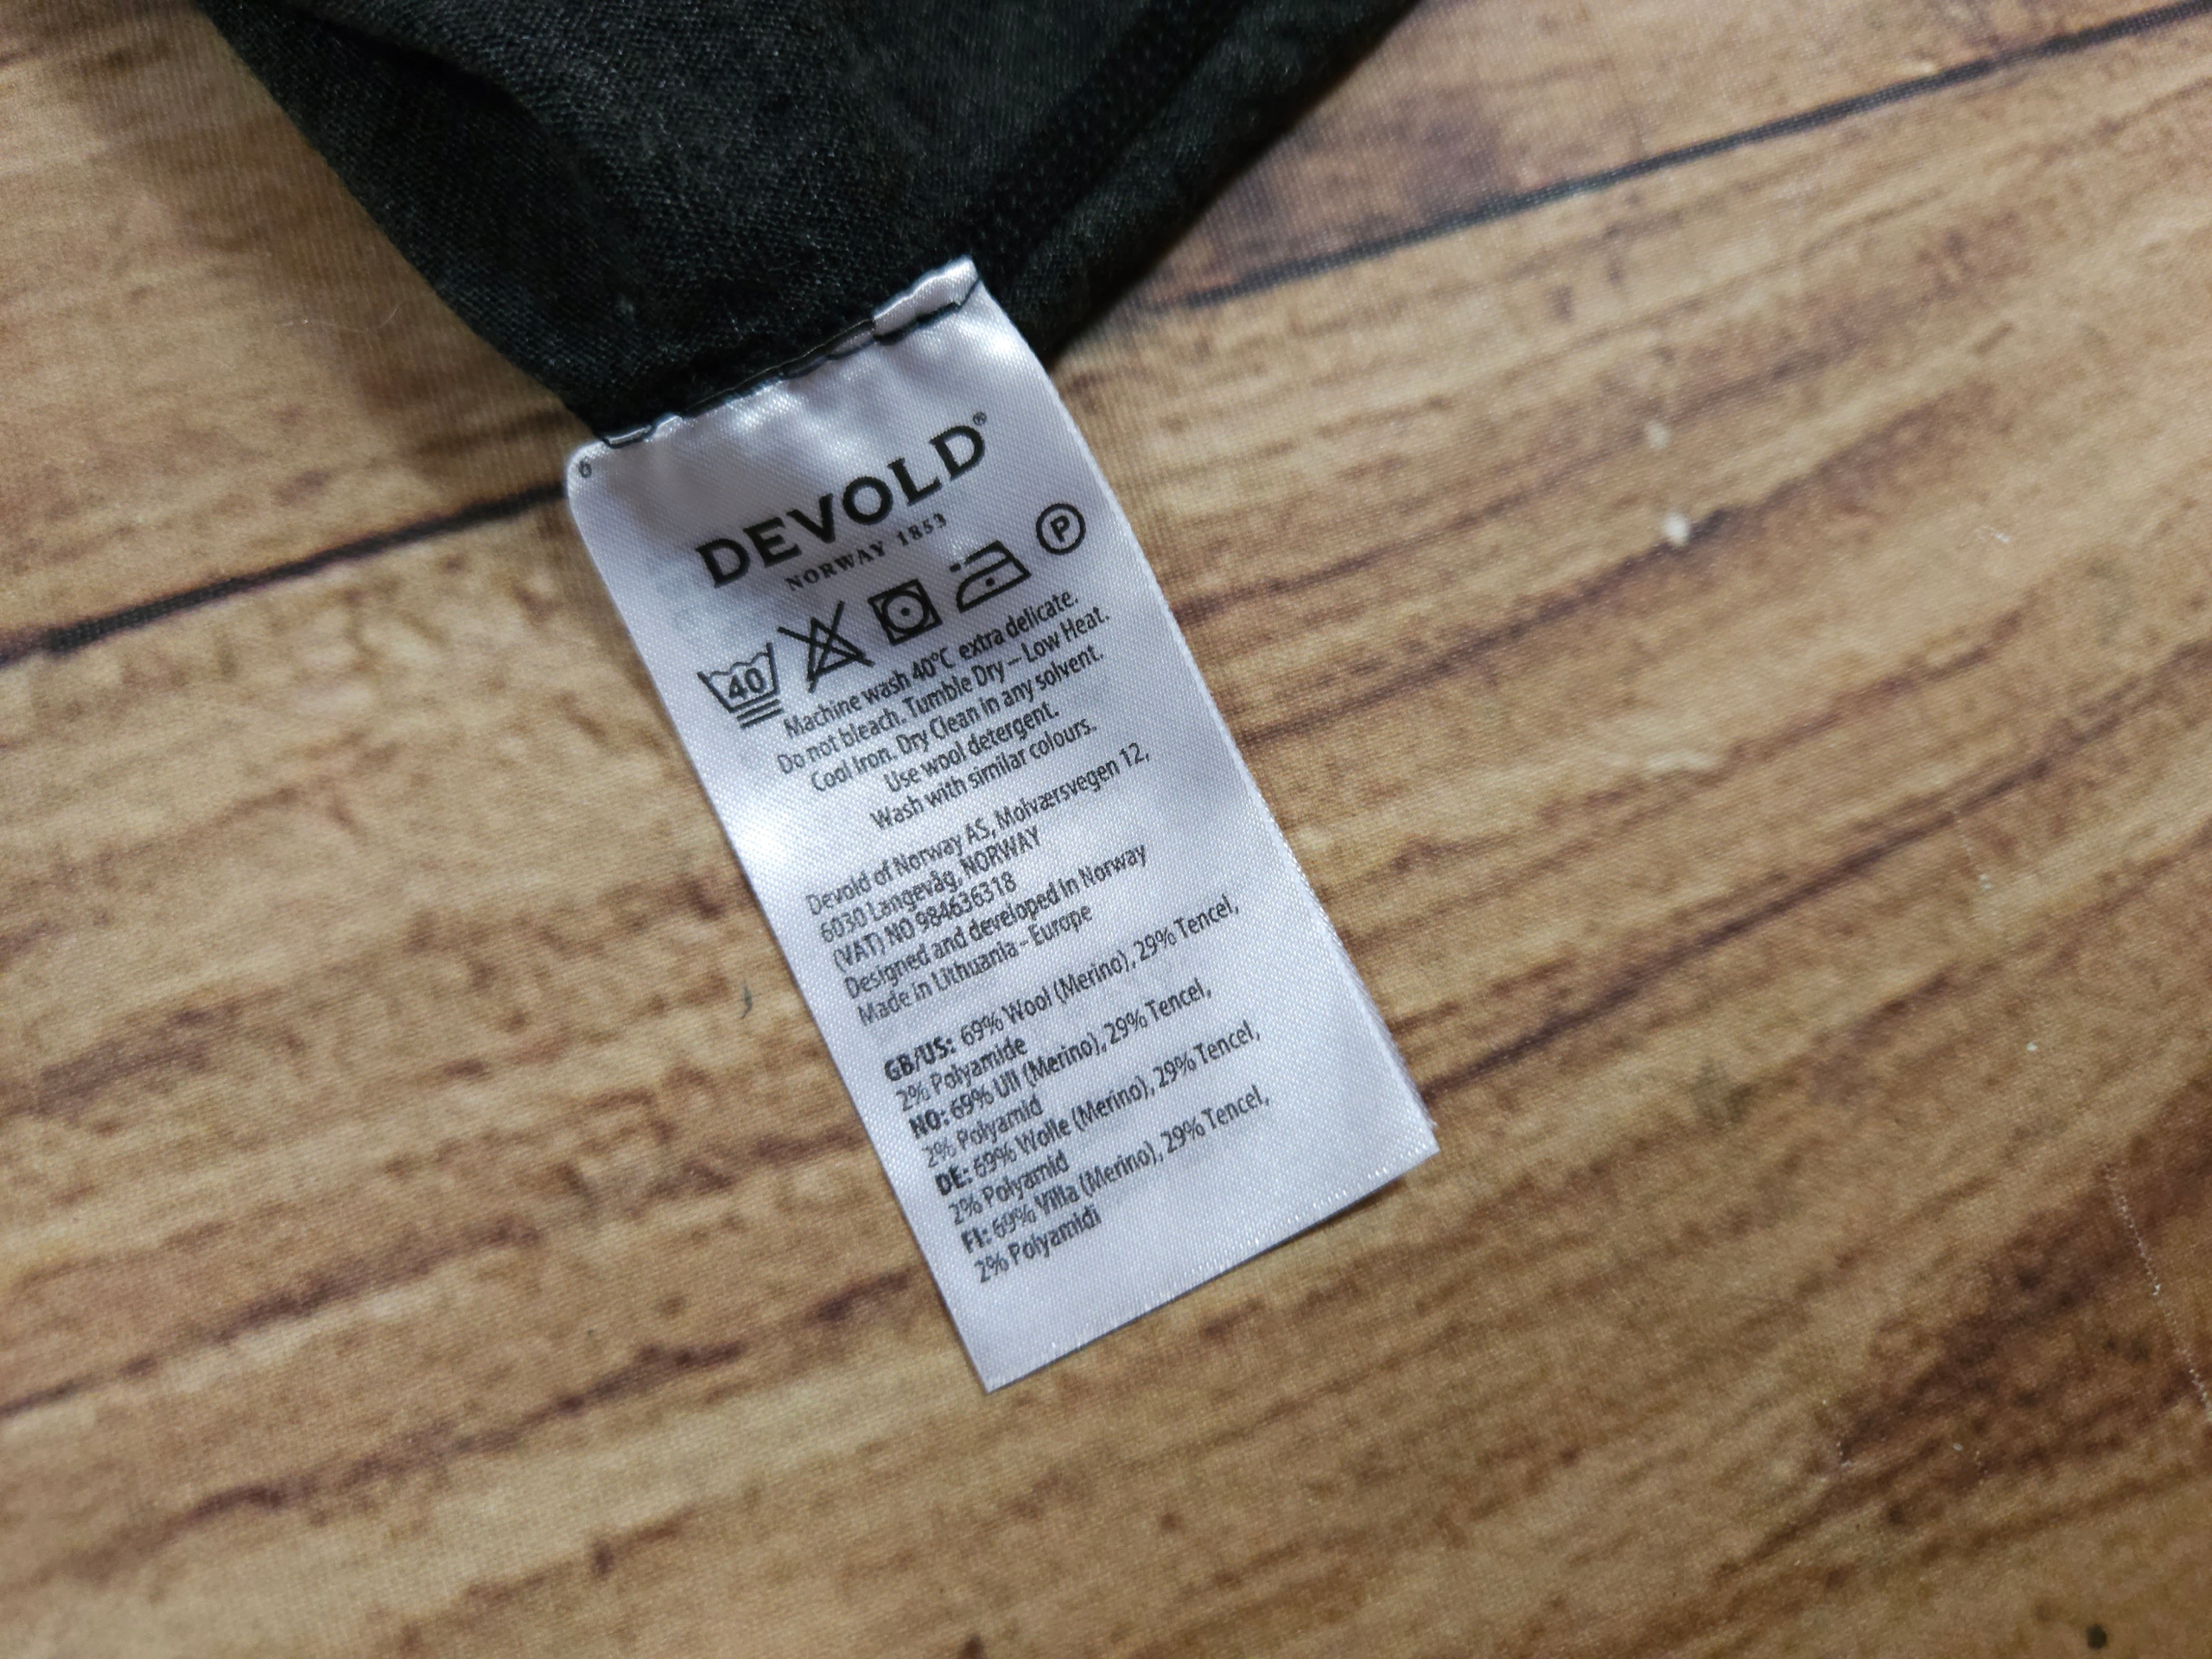 6
DEVOLD®
NORWAY 1853
40
P
Machine wash 40°C extra delicate.
Do not bleach. Tumble Dry – Low Heat.
Cool Iron. Dry Clean in any solvent.
Use wool detergent.
Wash with similar colours.
Devold of Norway AS, Molværsvegen 12,
6030 Langevåg, NORWAY
(VAT) NO 984636318
Designed and developed in Norway
Made in Lithuania - Europe
GB/US: 69% Wool (Merino), 29% Tencel,
2% Polyamide
NO: 69% Ull (Merino), 29% Tencel,
2% Polyamid
DE: 69% Wolle (Merino), 29% Tencel,
2% Polyamid
FI: 69% Villa (Merino), 29% Tencel,
2% Polyamidi